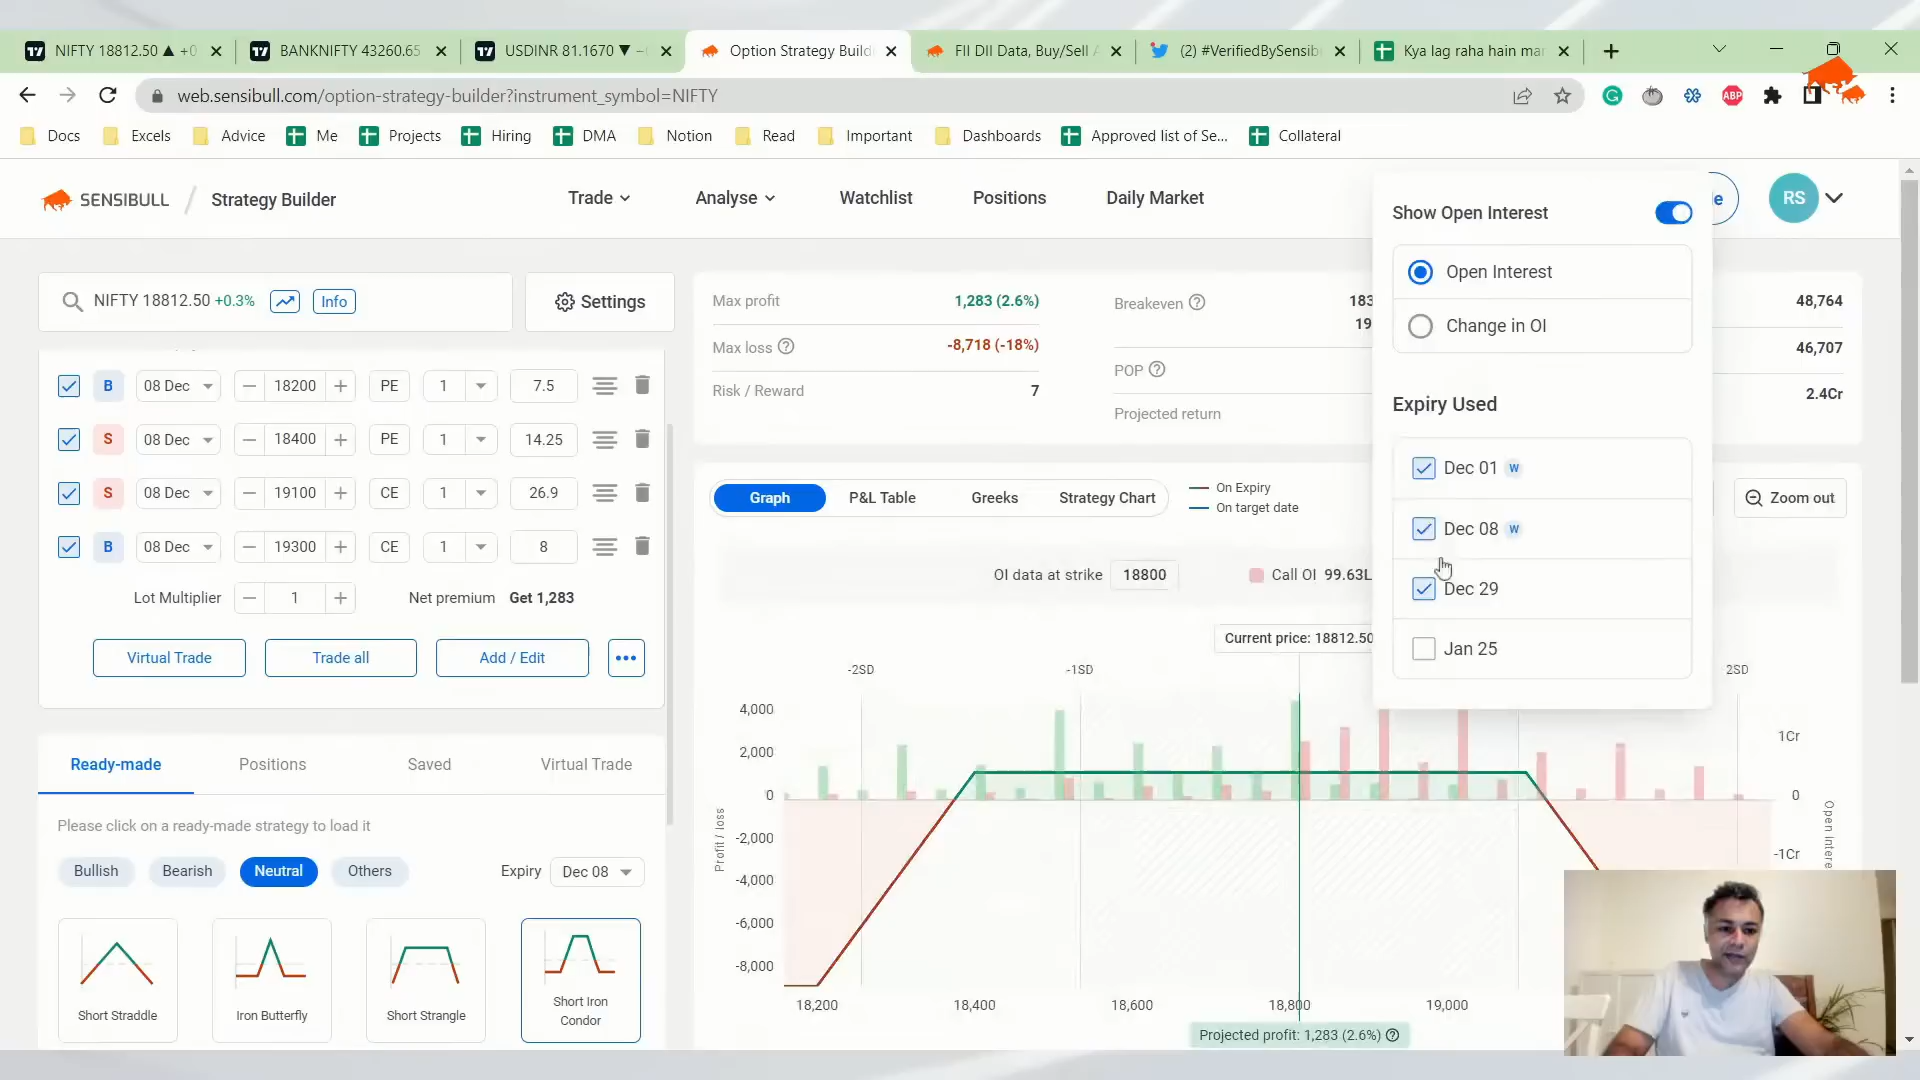 NIFTY 18812.50 ▲ +0
BANKNIFTY 43260.65
USDINR 81.1670 ▼ −
Option Strategy Build
FII DII Data, Buy/Sell
(2) #VerifiedBySensib
Kya lag raha hain mar
web.sensibull.com/option-strategy-builder?instrument_symbol=NIFTY
ABP
Docs
Excels
Advice
Me
Projects
Hiring
DMA
Notion
Read
Important
Dashboards
Approved list of Se...
Collateral
SENSIBULL
Strategy Builder
Trade
Analyse
Watchlist
Positions
Daily Market
RS
NIFTY 18812.50 +0.3%
Info
Settings
B 08 Dec − 18200 + PE 1 7.5
S 08 Dec − 18400 + PE 1 14.25
S 08 Dec − 19100 + CE 1 26.9
B 08 Dec − 19300 + CE 1 8
Lot Multiplier − 1 + Net premium Get 1,283
Virtual Trade
Trade all
Add / Edit
Ready-made
Positions
Saved
Virtual Trade
Please click on a ready-made strategy to load it
Bullish
Bearish
Neutral
Others
Expiry Dec 08
Short Straddle
Iron Butterfly
Short Strangle
Short Iron
Condor
Max profit 1,283 (2.6%)
Max loss -8,718 (-18%)
Risk / Reward 7
Breakeven 183
19
POP
Projected return
48,764
46,707
2.4Cr
Show Open Interest
Open Interest
Change in OI
Expiry Used
Dec 01 W
Dec 08 W
Dec 29
Jan 25
Graph
P&L Table
Greeks
Strategy Chart
On Expiry
On target date
Zoom out
OI data at strike 18800
Call OI 99.63L
Current price: 18812.50
-2SD
-1SD
2SD
4,000
2,000
0
-2,000
-4,000
-6,000
-8,000
Profit / loss
1Cr
0
-1Cr
Open Intere
18,200
18,400
18,600
18,800
19,000
Projected profit: 1,283 (2.6%)